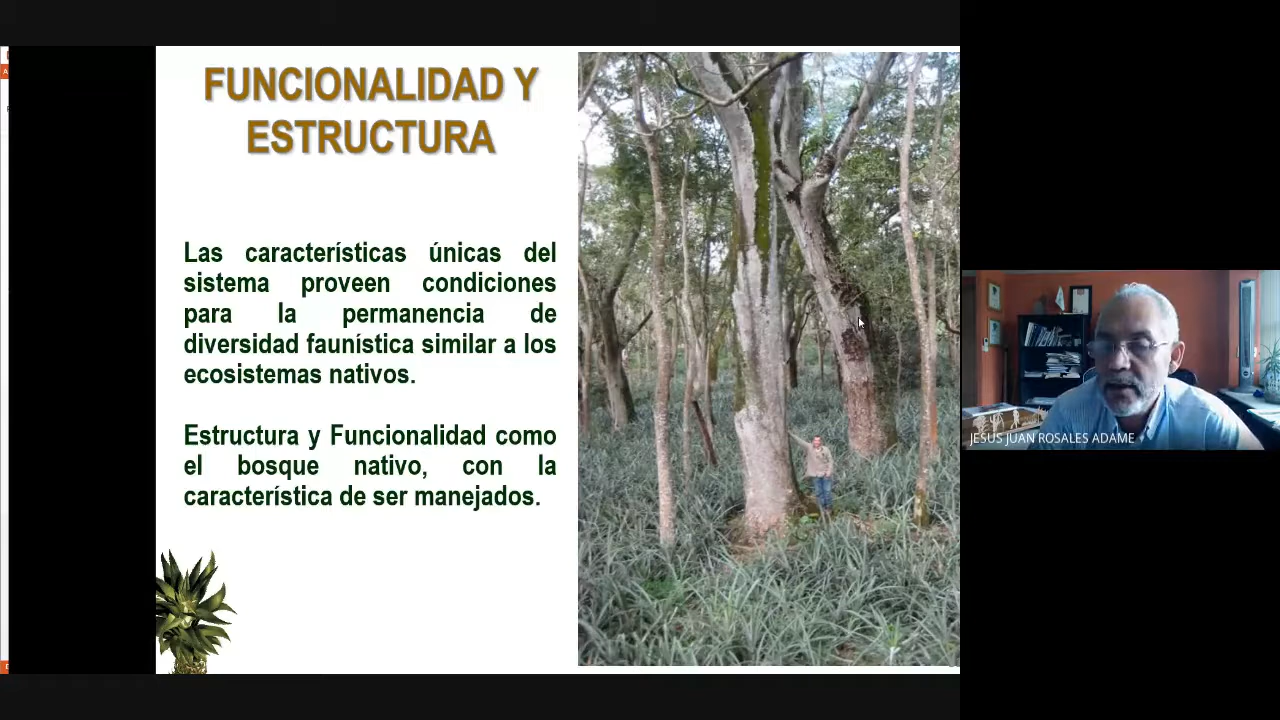 FUNCIONALIDAD Y
ESTRUCTURA
Las características únicas del
sistema proveen condiciones
para la permanencia de
diversidad faunística similar a los
ecosistemas nativos.
Estructura y Funcionalidad como
el bosque nativo, con la
característica de ser manejados.
JESUS JUAN ROSALES ADAME